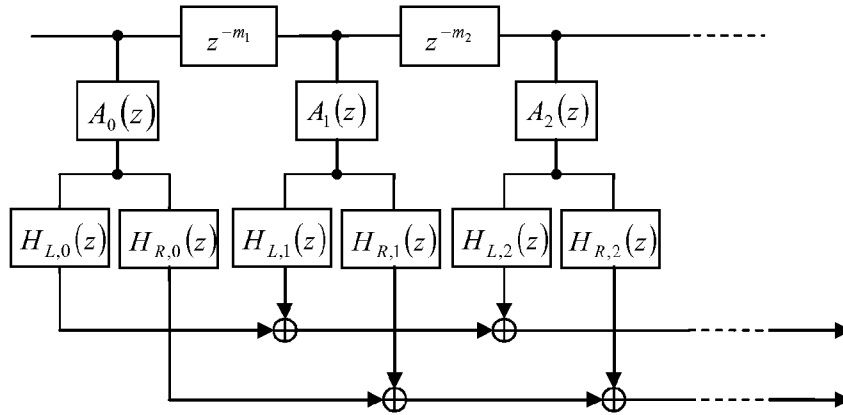 z^{-m_1} z^{-m_2}
A_0(z) A_1(z) A_2(z)
H_{L,0}(z) H_{R,0}(z) H_{L,1}(z) H_{R,1}(z) H_{L,2}(z) H_{R,2}(z)